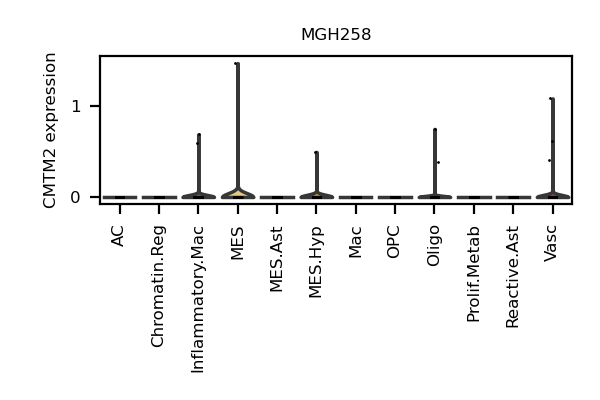 MGH258
CMTM2 expression
1
0
AC
Chromatin.Reg
Inflammatory.Mac
MES
MES.Ast
MES.Hyp
Mac
OPC
Oligo
Prolif.Metab
Reactive.Ast
Vasc